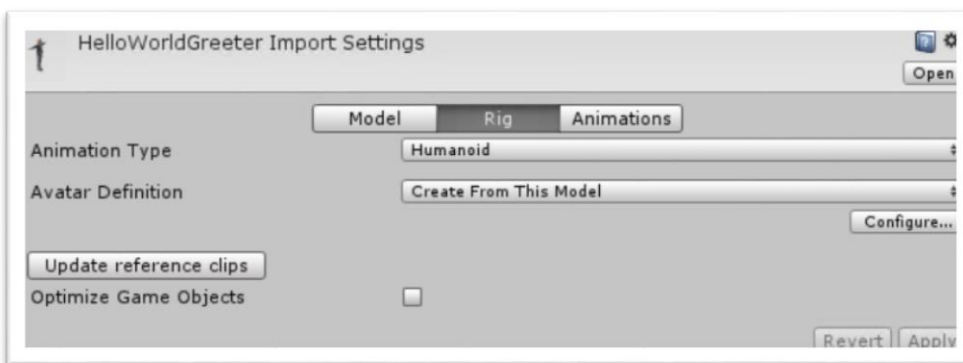 HelloWorldGreeter Import Settings
Open
Model Rig Animations
Animation Type Humanoid
Avatar Definition Create From This Model
Configure...
Update reference clips
Optimize Game Objects
Revert Apply